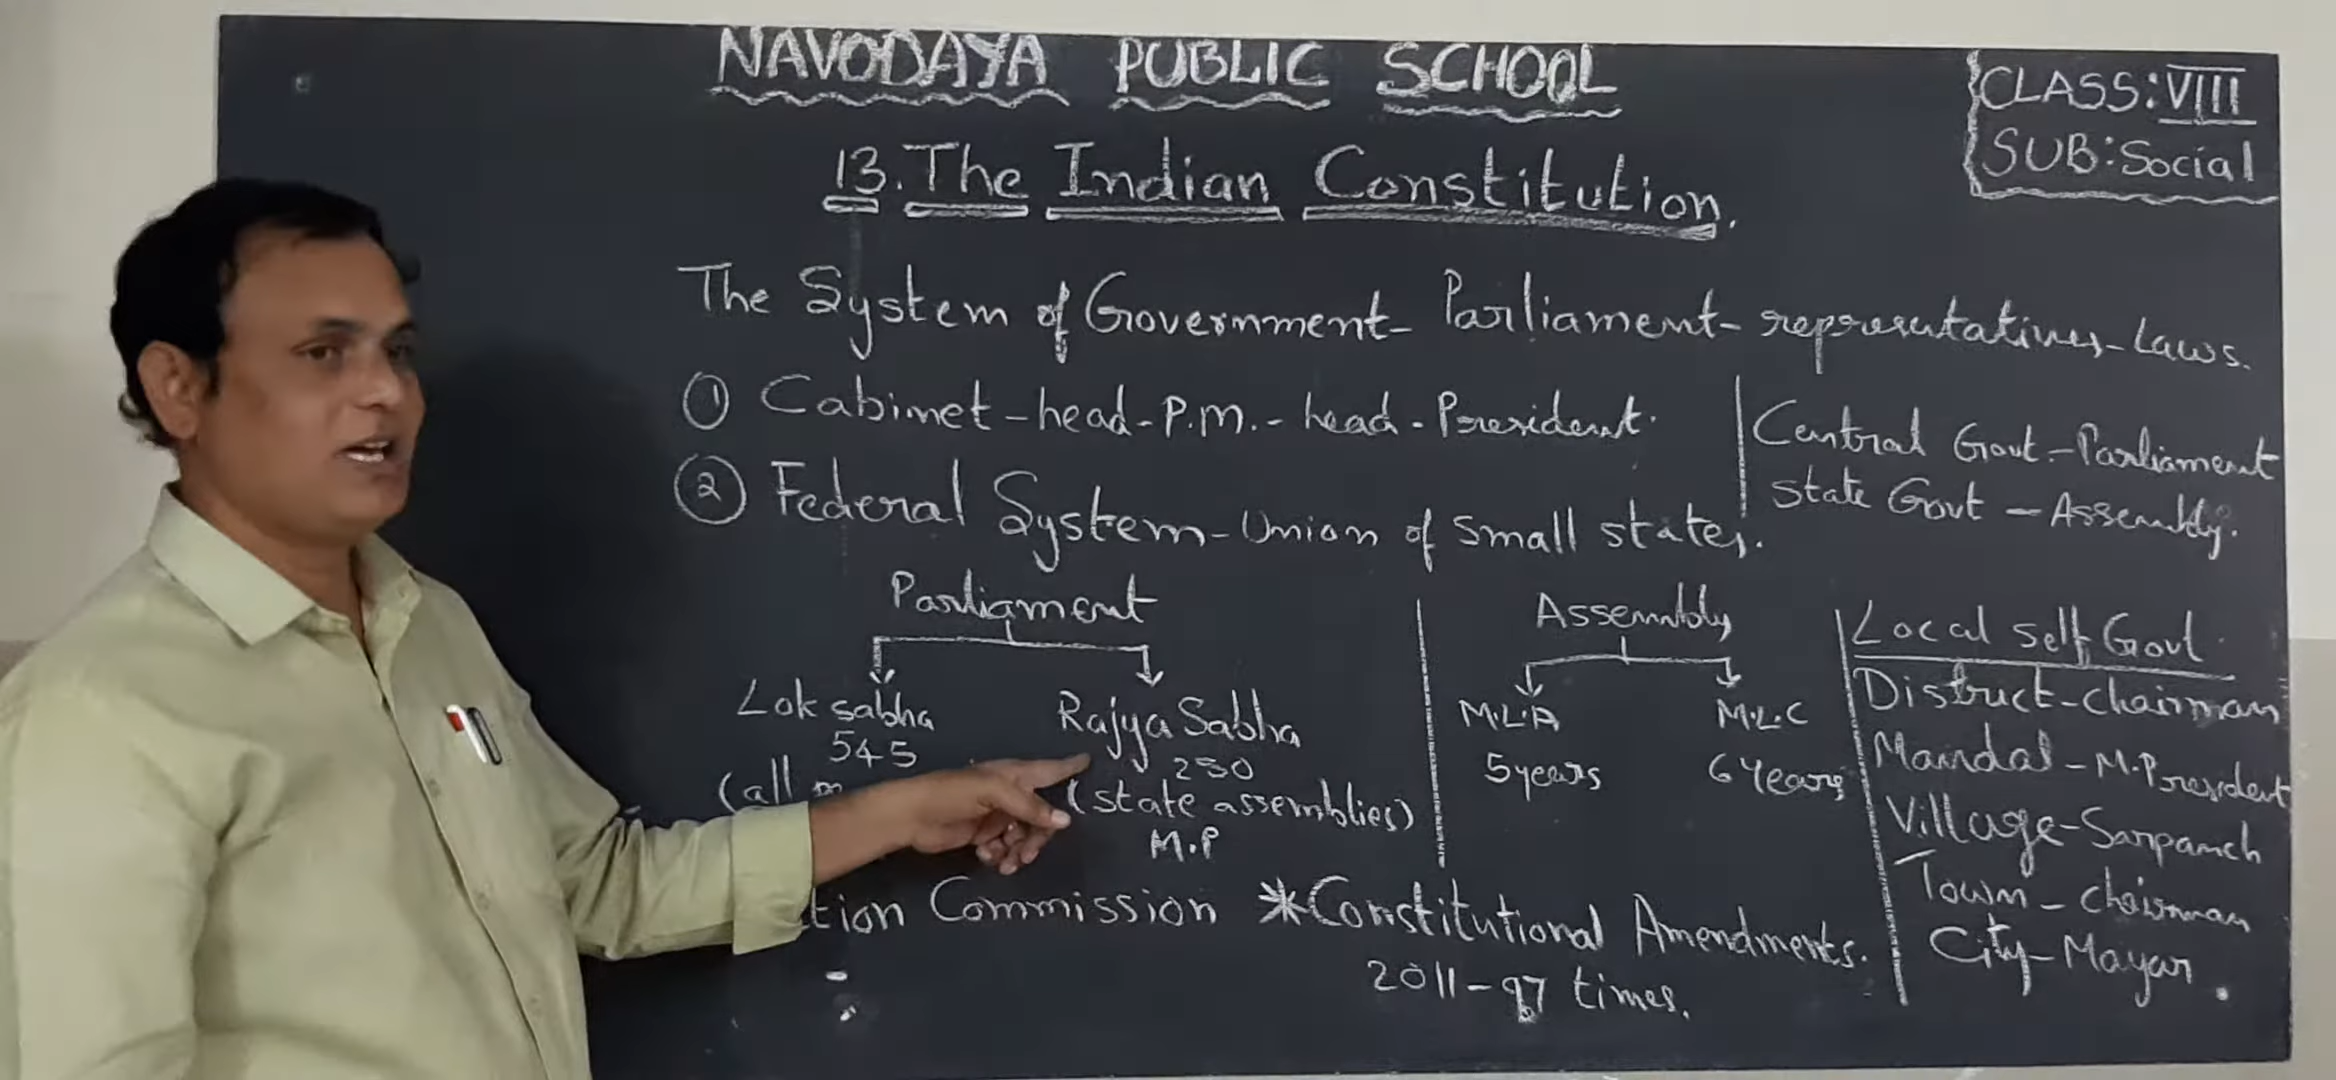 NAVODAYA PUBLIC SCHOOL
CLASS: VIII
SUB: Social
13. The Indian Constitution.
The System of Government - Parliament - representatives - Laws.
① Cabinet - head - P.M. - head - President.
Central Govt. - Parliament
State Govt - Assembly.
② Federal System - Union of small states.
Parliament
Lok sabha
545
(all
Rajya Sabha
250
(state assemblies)
M.P
Assembly
M.L.A
5 years
M.L.C
6 Years
Local self Govt.
District - chairman
Mandal - M. President
Village - Sarpanch
Town - chairman
City - Mayar.
tion Commission
* Constitutional Amendments.
2011 - 97 times.